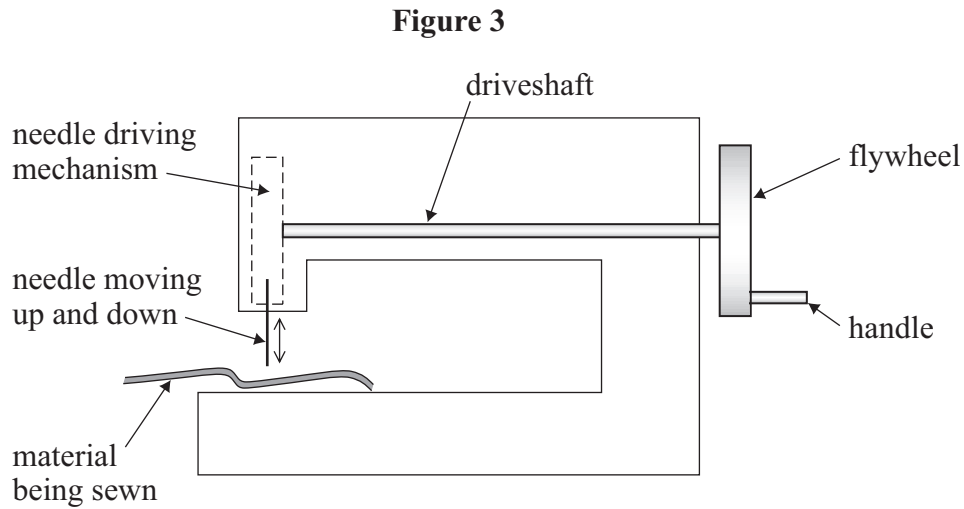 Figure 3
driveshaft
needle driving
mechanism
flywheel
needle moving
up and down
handle
material
being sewn